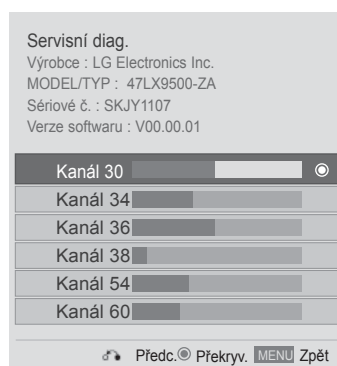 Servisní diag.
Výrobce : LG Electronics Inc.
MODEL/TYP : 47LX9500-ZA
Sériové č. : SKJY1107
Verze softwaru : V00.00.01
Kanál 30
Kanál 34
Kanál 36
Kanál 38
Kanál 54
Kanál 60
Předc. Překryv. MENU Zpět